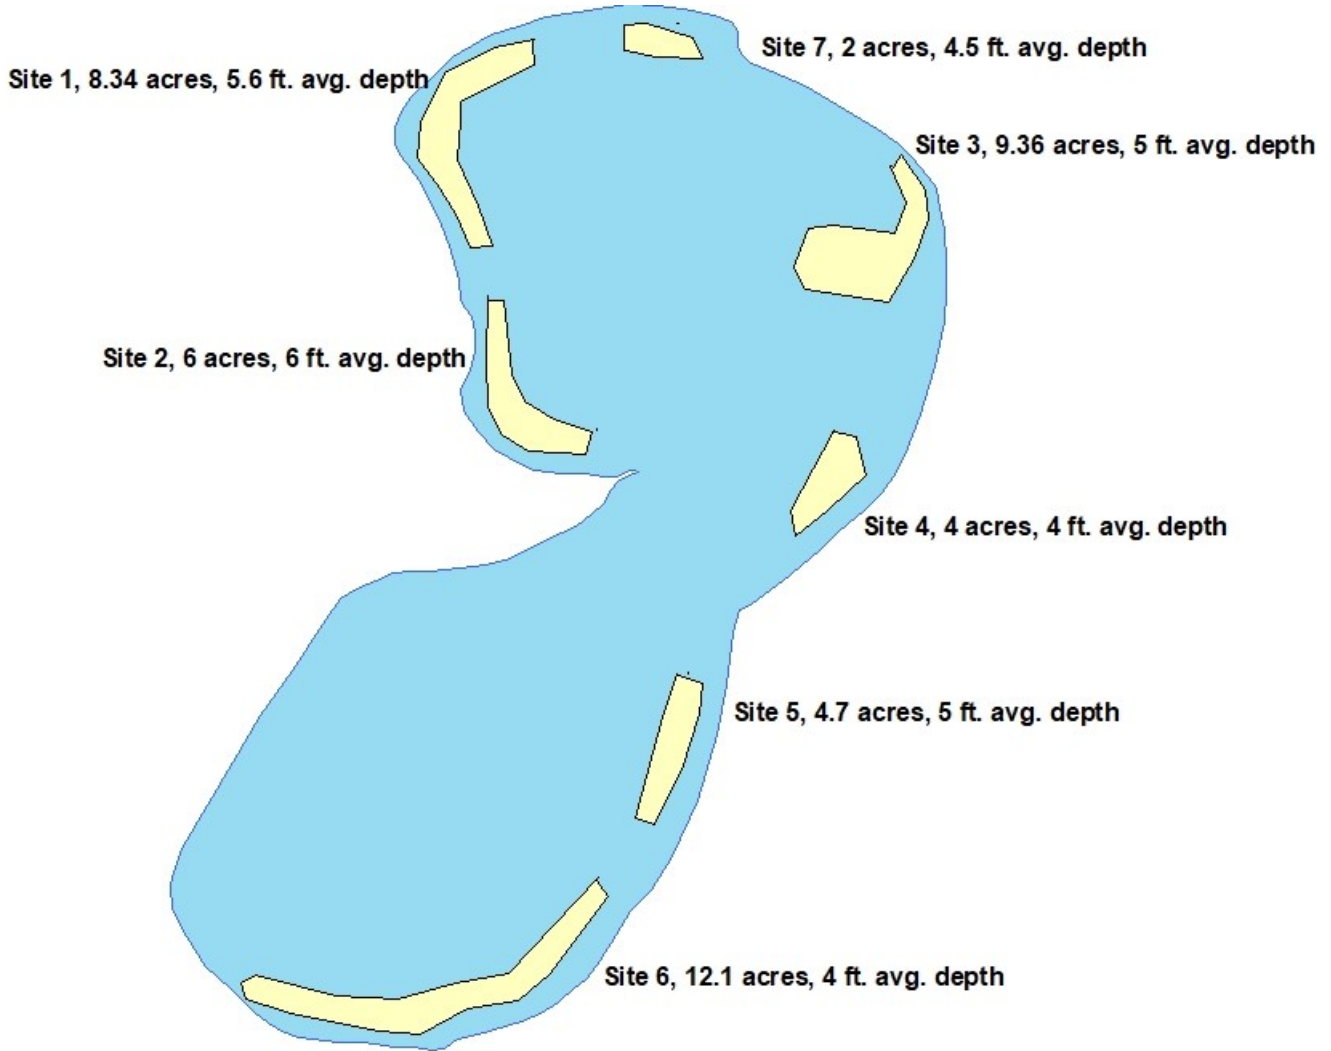 Site 7, 2 acres, 4.5 ft. avg. depth
Site 1, 8.34 acres, 5.6 ft. avg. depth
Site 3, 9.36 acres, 5 ft. avg. depth
Site 2, 6 acres, 6 ft. avg. depth
Site 4, 4 acres, 4 ft. avg. depth
Site 5, 4.7 acres, 5 ft. avg. depth
Site 6, 12.1 acres, 4 ft. avg. depth